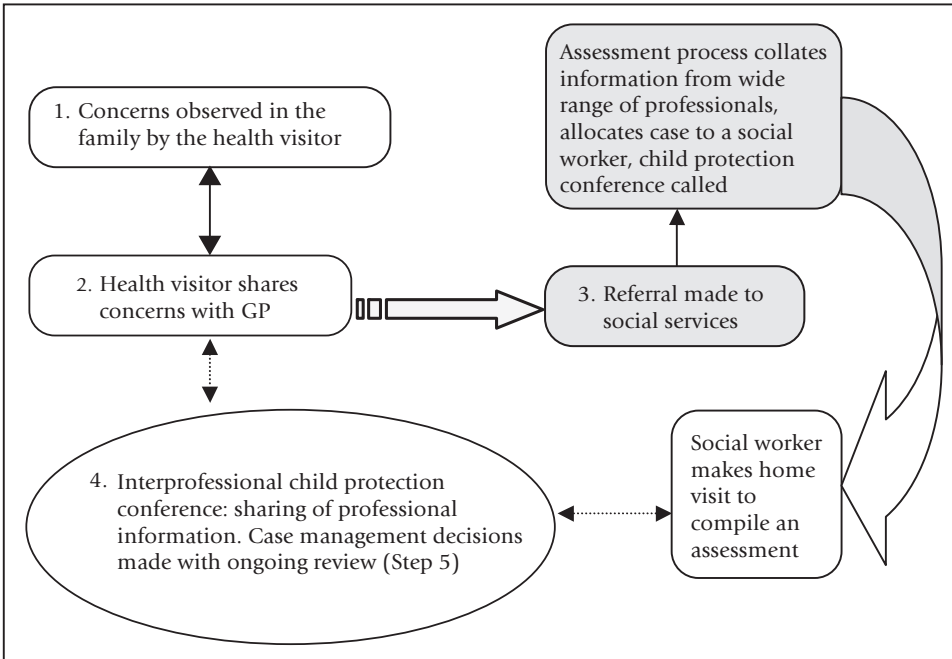 1. Concerns observed in the
family by the health visitor
2. Health visitor shares
concerns with GP
3. Referral made to
social services
Assessment process collates
information from wide
range of professionals,
allocates case to a social
worker, child protection
conference called
Social worker
makes home
visit to
compile an
assessment
4. Interprofessional child protection
conference: sharing of professional
information. Case management decisions
made with ongoing review (Step 5)